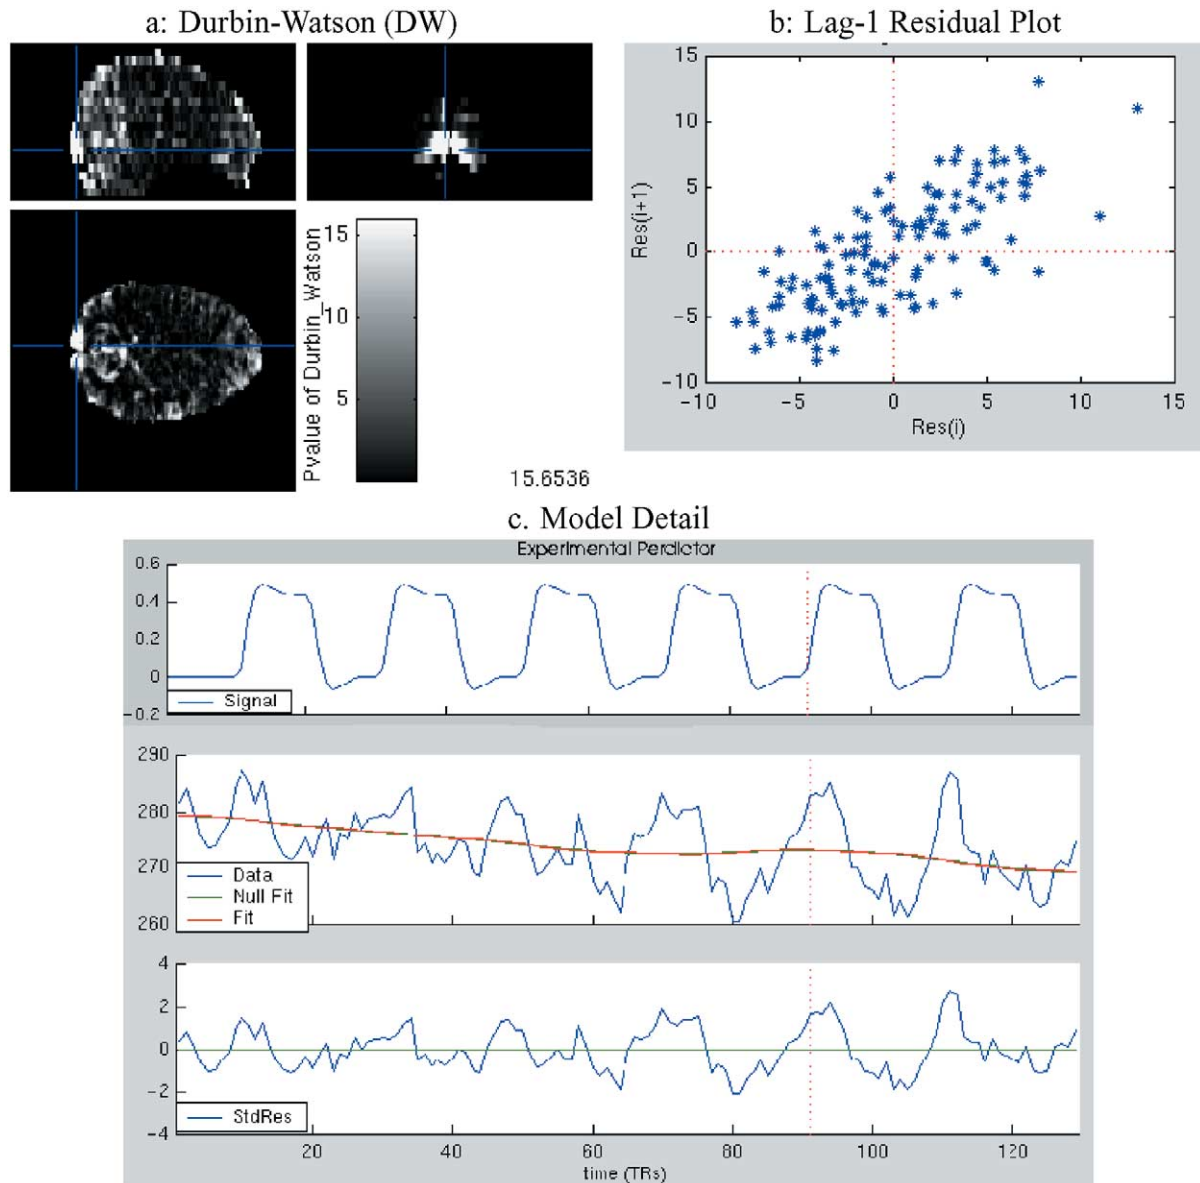 a: Durbin-Watson (DW)
b: Lag-1 Residual Plot
15
10
5
Pvalue of Durbin_Watson
15.6536
15
10
5
0
-5
-10
Res(i+1)
-10
-5
0
5
10
15
Res(i)
c. Model Detail
Experimental Perdictor
0.6
0.4
0.2
0
-0.2
Signal
290
280
270
260
Data
Null Fit
Fit
4
2
0
-2
-4
StdRes
20
40
60
80
100
120
time (TRs)